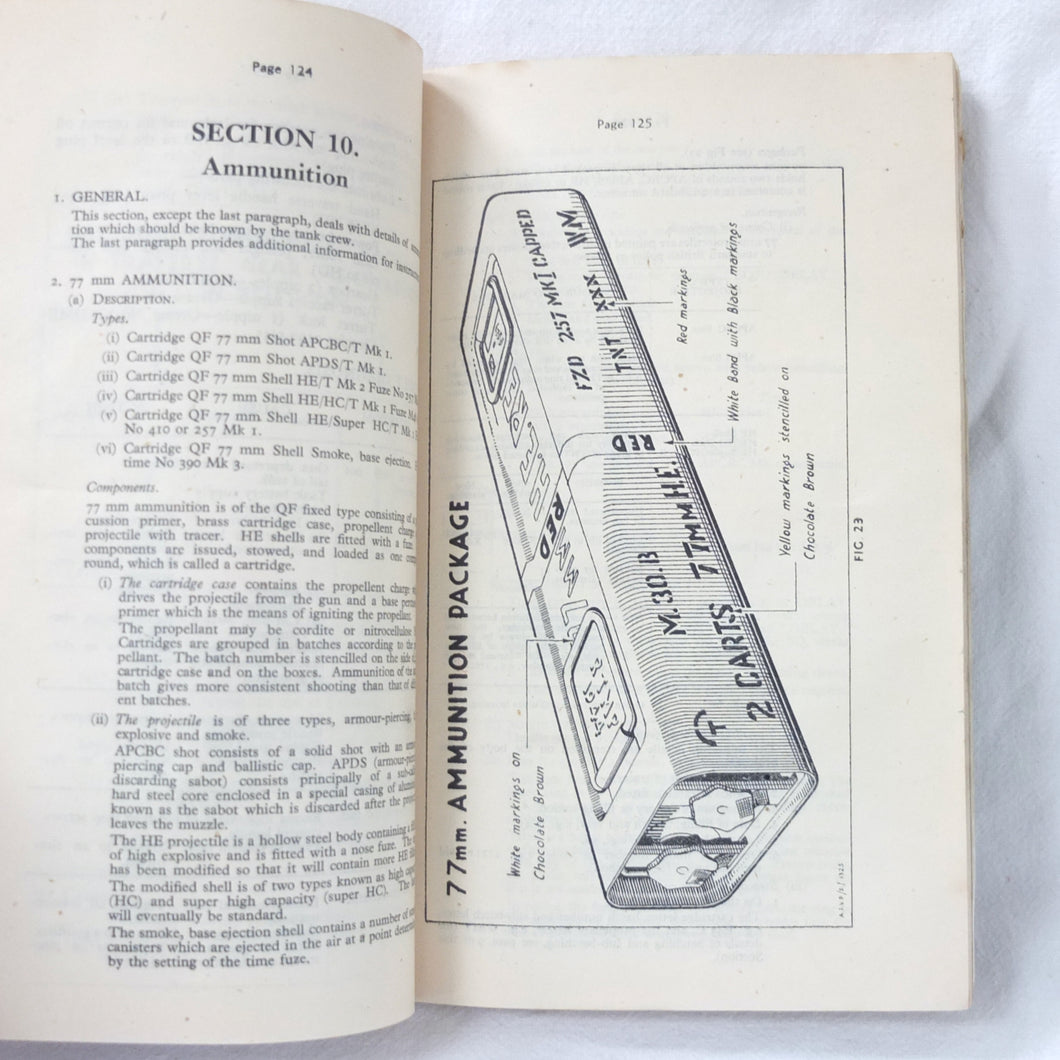 Page 124
SECTION 10.
Ammunition
1. GENERAL.
This section, except the last paragraph, deals with details of
tion which should be known by the tank crew.
The last paragraph provides additional information for
2. 77 mm AMMUNITION.
(a) DESCRIPTION.
Types.
(i) Cartridge QF 77 mm Shot APCBC/T Mk 1.
(ii) Cartridge QF 77 mm Shot APDS/T Mk 1.
(iii) Cartridge QF 77 mm Shell HE/T Mk 2 Fuze No 257
(iv) Cartridge QF 77 mm Shell HE/HC/T Mk 1 Fuze
(v) Cartridge QF 77 mm Shell HE/Super HC/T Mk
No 410 or 257 Mk 1.
(vi) Cartridge QF 77 mm Shell Smoke, base ejection,
time No 390 Mk 3.
Components.
77 mm ammunition is of the QF fixed type consisting of
cussion primer, brass cartridge case, propellent charge
projectile with tracer. HE shells are fitted with a
components are issued, stowed, and loaded as one
round, which is called a cartridge.
(i) The cartridge case contains the propellent charge
drives the projectile from the gun and a base
primer which is the means of igniting the propellant.
The propellant may be cordite or nitrocellulose
Cartridges are grouped in batches according to the
pellant. The batch number is stencilled on the side
cartridge case and on the boxes. Ammunition of the
batch gives more consistent shooting than that of
ent batches.
(ii) The projectile is of three types, armour-piercing,
explosive and smoke.
APCBC shot consists of a solid shot with an
piercing cap and ballistic cap. APDS
discarding sabot) consists principally of a
hard steel core enclosed in a special casing of
known as the sabot which is discarded after the
leaves the muzzle.
The HE projectile is a hollow steel body containing a
of high explosive and is fitted with a nose fuze.
has been modified so that it will contain more HE
The modified shell is of two types known as high
(HC) and super high capacity (super HC). The
will eventually be standard.
The smoke, base ejection shell contains a number of
canisters which are ejected in the air at a point
by the setting of the time fuze.
Page 125
77mm. AMMUNITION PACKAGE
White markings on
Chocolate Brown
RED
2 CARTS 77MM H.E.
M.30.B
RED
FZD 257 MK I CAPPED
TNT XXX
Red markings
White Band with Black markings
Yellow markings stencilled on
Chocolate Brown
FIG 23